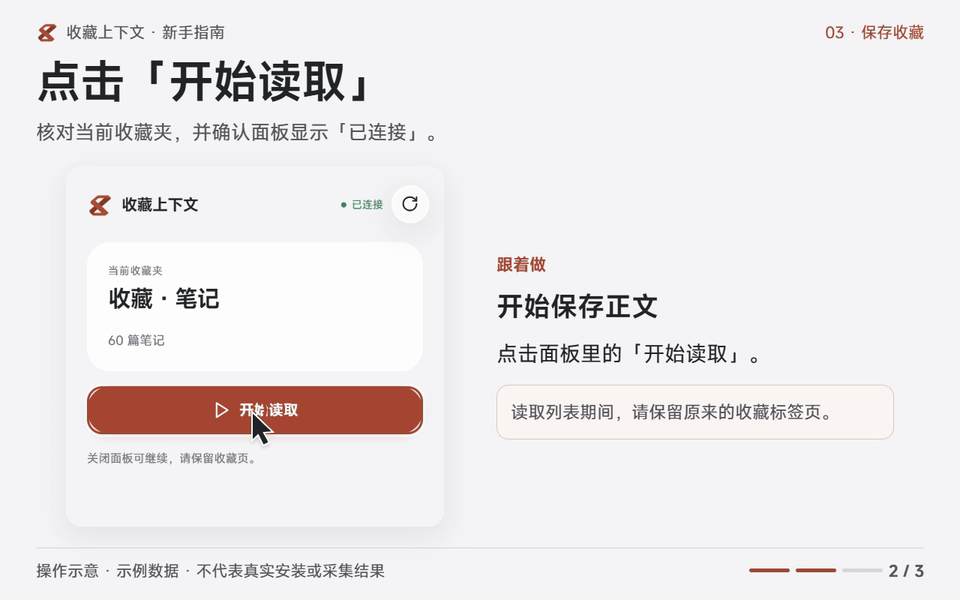 收藏上下文 · 新手指南
03 · 保存收藏
点击「开始读取」
核对当前收藏夹，并确认面板显示「已连接」。
收藏上下文
已连接
当前收藏夹
收藏 · 笔记
60 篇笔记
开始读取
关闭面板可继续，请保留收藏页。
跟着做
开始保存正文
点击面板里的「开始读取」。
读取列表期间，请保留原来的收藏标签页。
操作示意 · 示例数据 · 不代表真实安装或采集结果
2 / 3